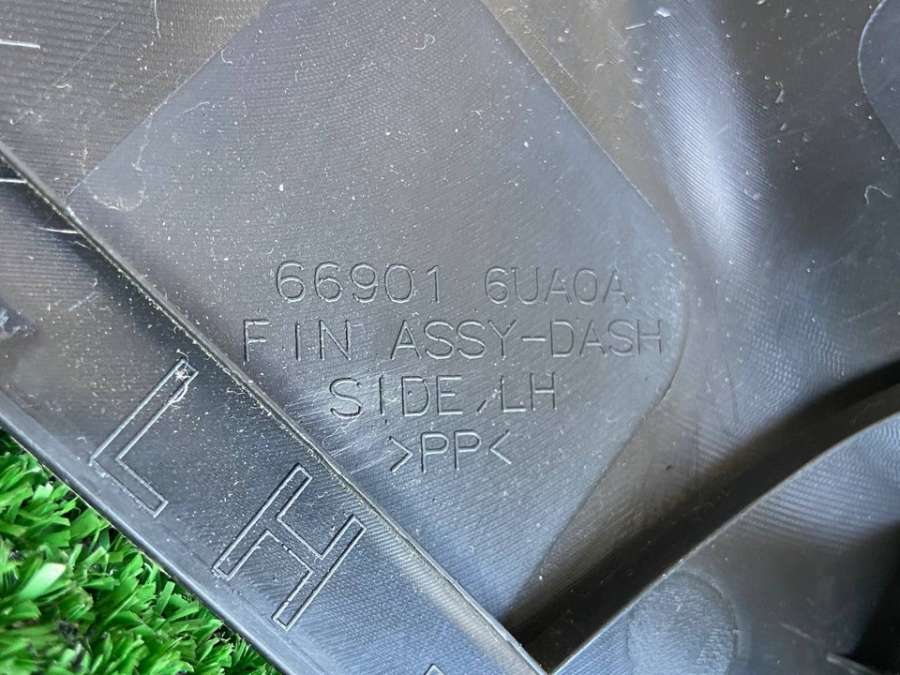 66901 6UA0A
FIN ASSY-DASH
SIDE,LH
>PP<
LH